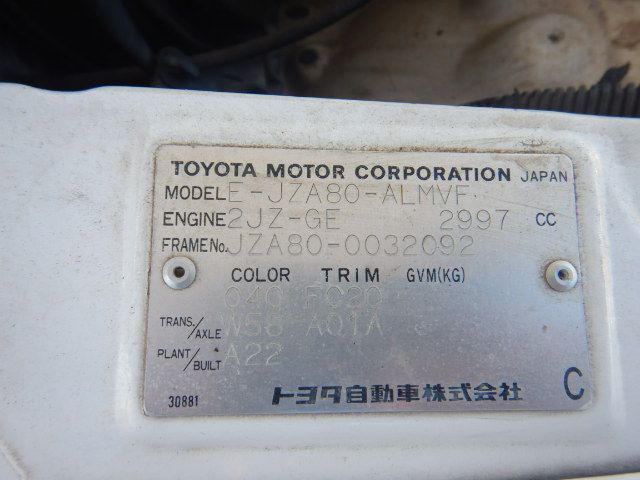 TOYOTA MOTOR CORPORATION JAPAN
MODEL E-JZA80-ALMVF
ENGINE 2JZ-GE 2997 CC
FRAME No. JZA80-0032092
COLOR TRIM GVM(KG)
040 FC20
TRANS./AXLE W58 A01A
PLANT/BUILT A22
30881 トヨタ自動車株式会社 C